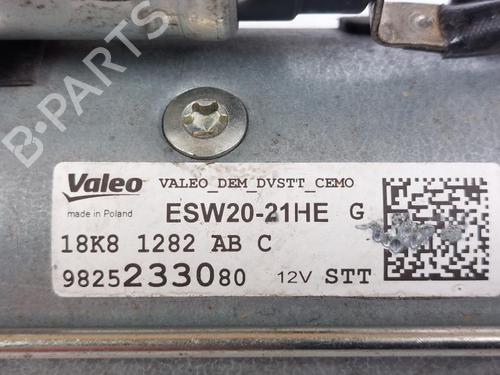 B-Parts
Valeo VALEO_DEM_DVSTT_CEMO
made in Poland ESW20-21HE G
18K8 1282 AB C
9825233080 12V STT